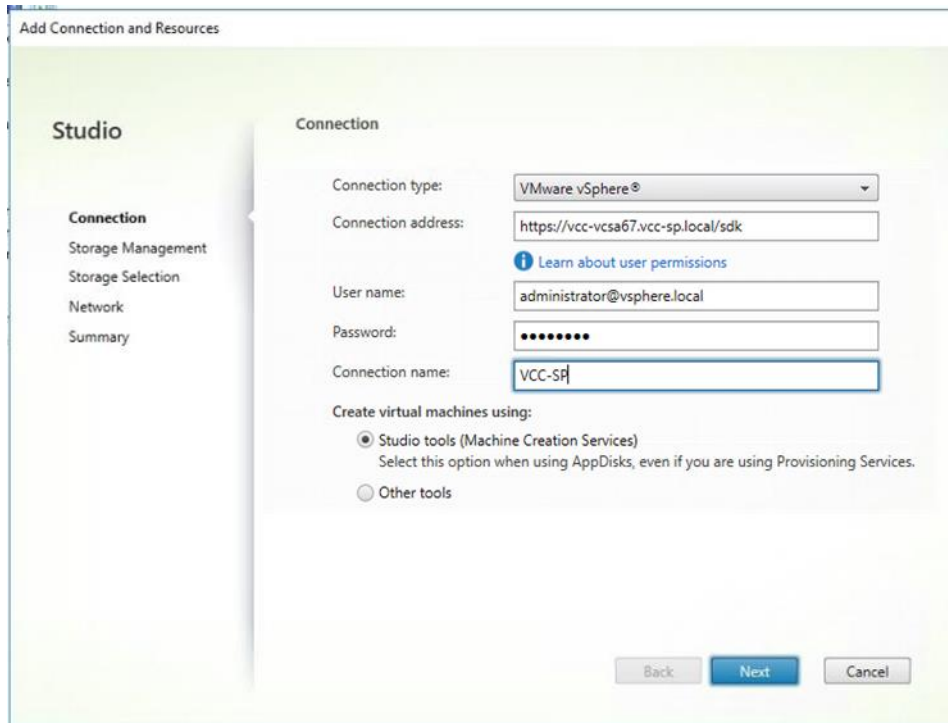 Add Connection and Resources
Studio
Connection
Storage Management
Storage Selection
Network
Summary
Connection
Connection type:
VMware vSphere®
Connection address:
https://vcc-vcsa67.vcc-sp.local/sdk
Learn about user permissions
User name:
administrator@vsphere.local
Password:
●●●●●●●●
Connection name:
VCC-SP
Create virtual machines using:
Studio tools (Machine Creation Services)
Select this option when using AppDisks, even if you are using Provisioning Services.
Other tools
Back
Next
Cancel